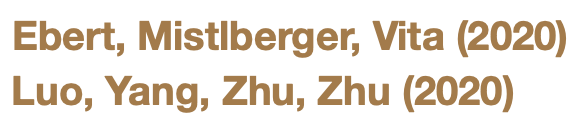 Ebert, Mistlberger, Vita (2020)
Luo, Yang, Zhu, Zhu (2020)